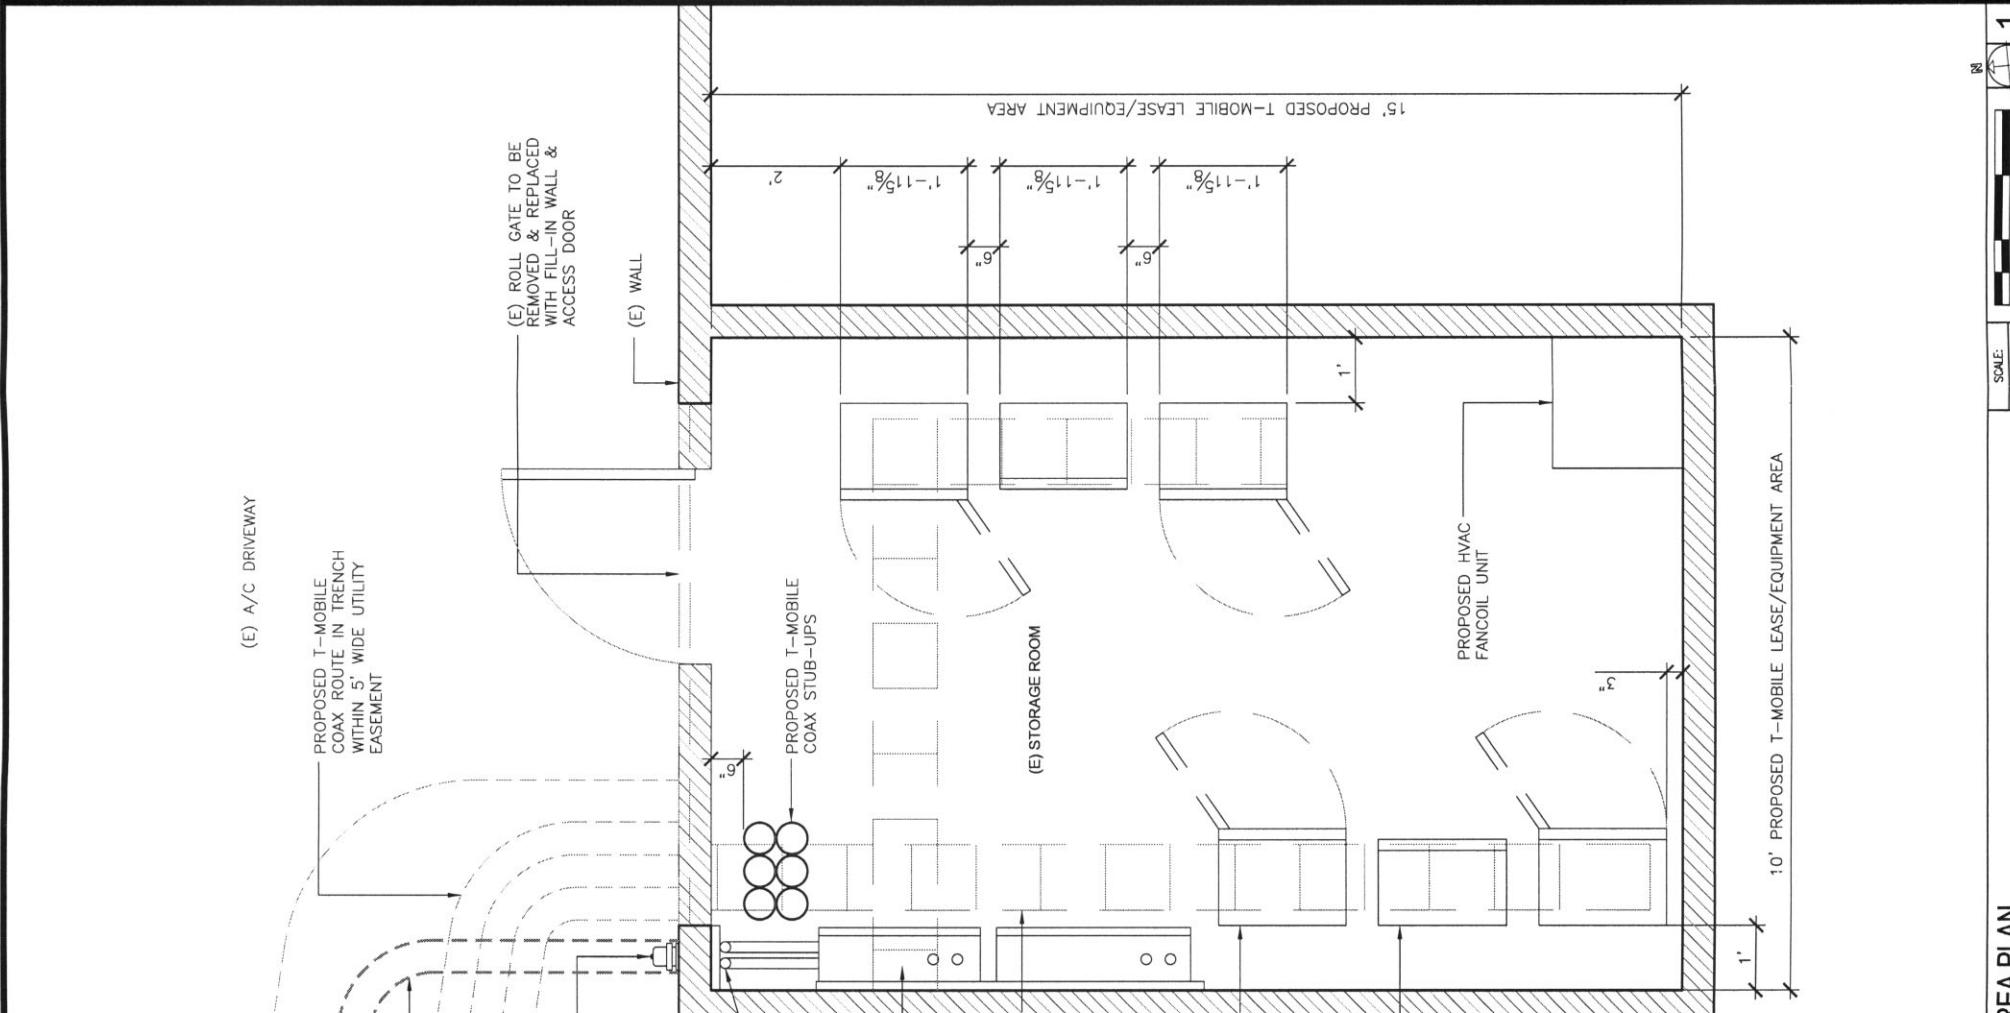 15' PROPOSED T-MOBILE LEASE/EQUIPMENT AREA
2'
1'-11⅝"
1'-11⅝"
1'-11⅝"
6"
6"
(E) ROLL GATE TO BE
REMOVED & REPLACED
WITH FILL-IN WALL &
ACCESS DOOR
(E) WALL
(E) A/C DRIVEWAY
PROPOSED T-MOBILE
COAX ROUTE IN TRENCH
WITHIN 5' WIDE UTILITY
EASEMENT
PROPOSED T-MOBILE
COAX STUB-UPS
6"
(E) STORAGE ROOM
1'
PROPOSED HVAC
FANCOIL UNIT
3"
10' PROPOSED T-MOBILE LEASE/EQUIPMENT AREA
1'
N
1
SCALE:
PLAN